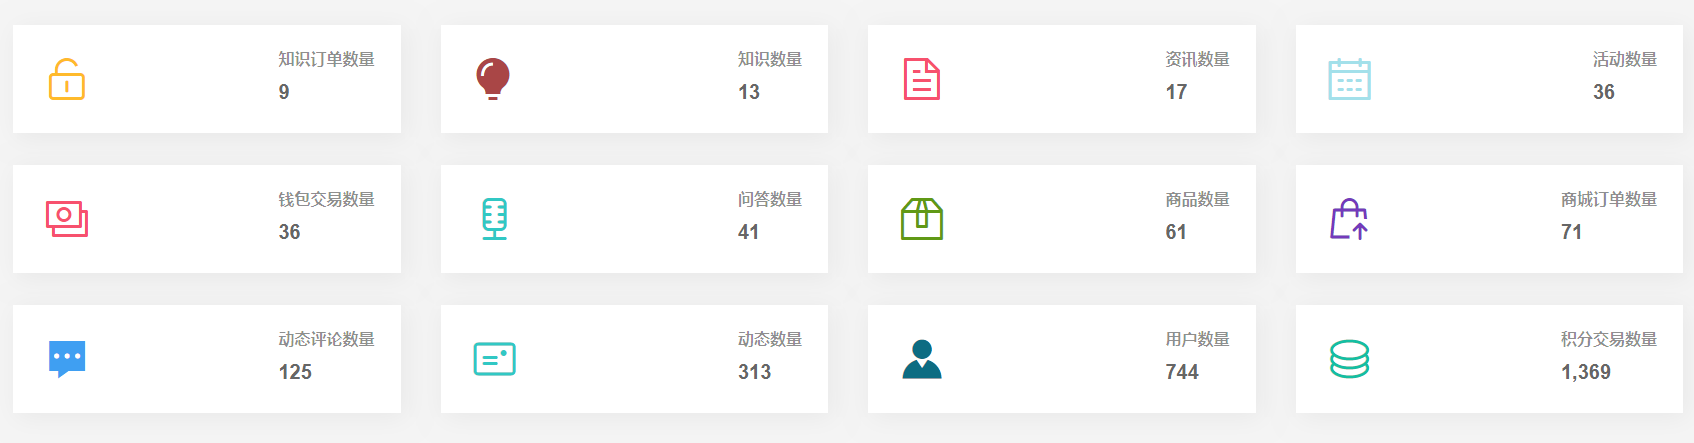 知识订单数量
9
知识数量
13
资讯数量
17
活动数量
36
钱包交易数量
36
问答数量
41
商品数量
61
商城订单数量
71
动态评论数量
125
动态数量
313
用户数量
744
积分交易数量
1,369